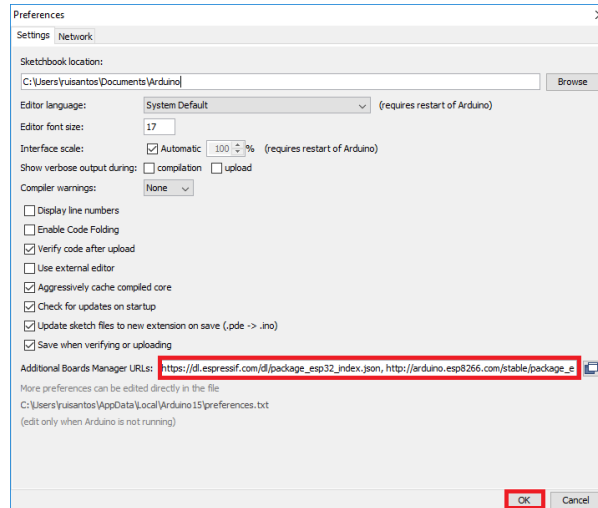 Preferences
Settings Network
Sketchbook location:
C:\Users\ruisantos\Documents\Arduino Browse
Editor language: System Default (requires restart of Arduino)
Editor font size: 17
Interface scale: Automatic 100 % (requires restart of Arduino)
Show verbose output during: compilation upload
Compiler warnings: None
Display line numbers
Enable Code Folding
Verify code after upload
Use external editor
Aggressively cache compiled core
Check for updates on startup
Update sketch files to new extension on save (.pde -> .ino)
Save when verifying or uploading
Additional Boards Manager URLs: https://dl.espressif.com/dl/package_esp32_index.json, http://arduino.esp8266.com/stable/package_e
More preferences can be edited directly in the file
C:\Users\ruisantos\AppData\Local\Arduino15\preferences.txt
(edit only when Arduino is not running)
OK Cancel